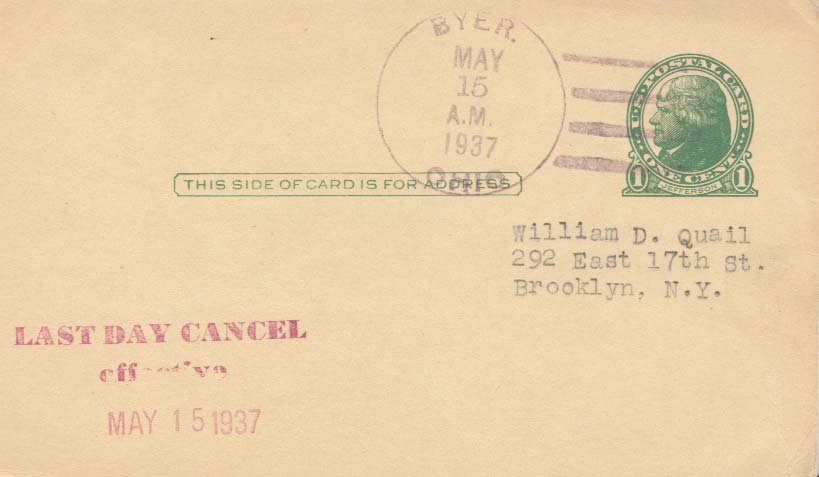 BYER.
MAY
15
A.M.
1937
OHIO
U.S. POSTAL CARD
ONE CENT
1 JEFFERSON 1
THIS SIDE OF CARD IS FOR ADDRESS
William D. Quail
292 East 17th St.
Brooklyn, N.Y.
LAST DAY CANCEL
effective
MAY 15 1937